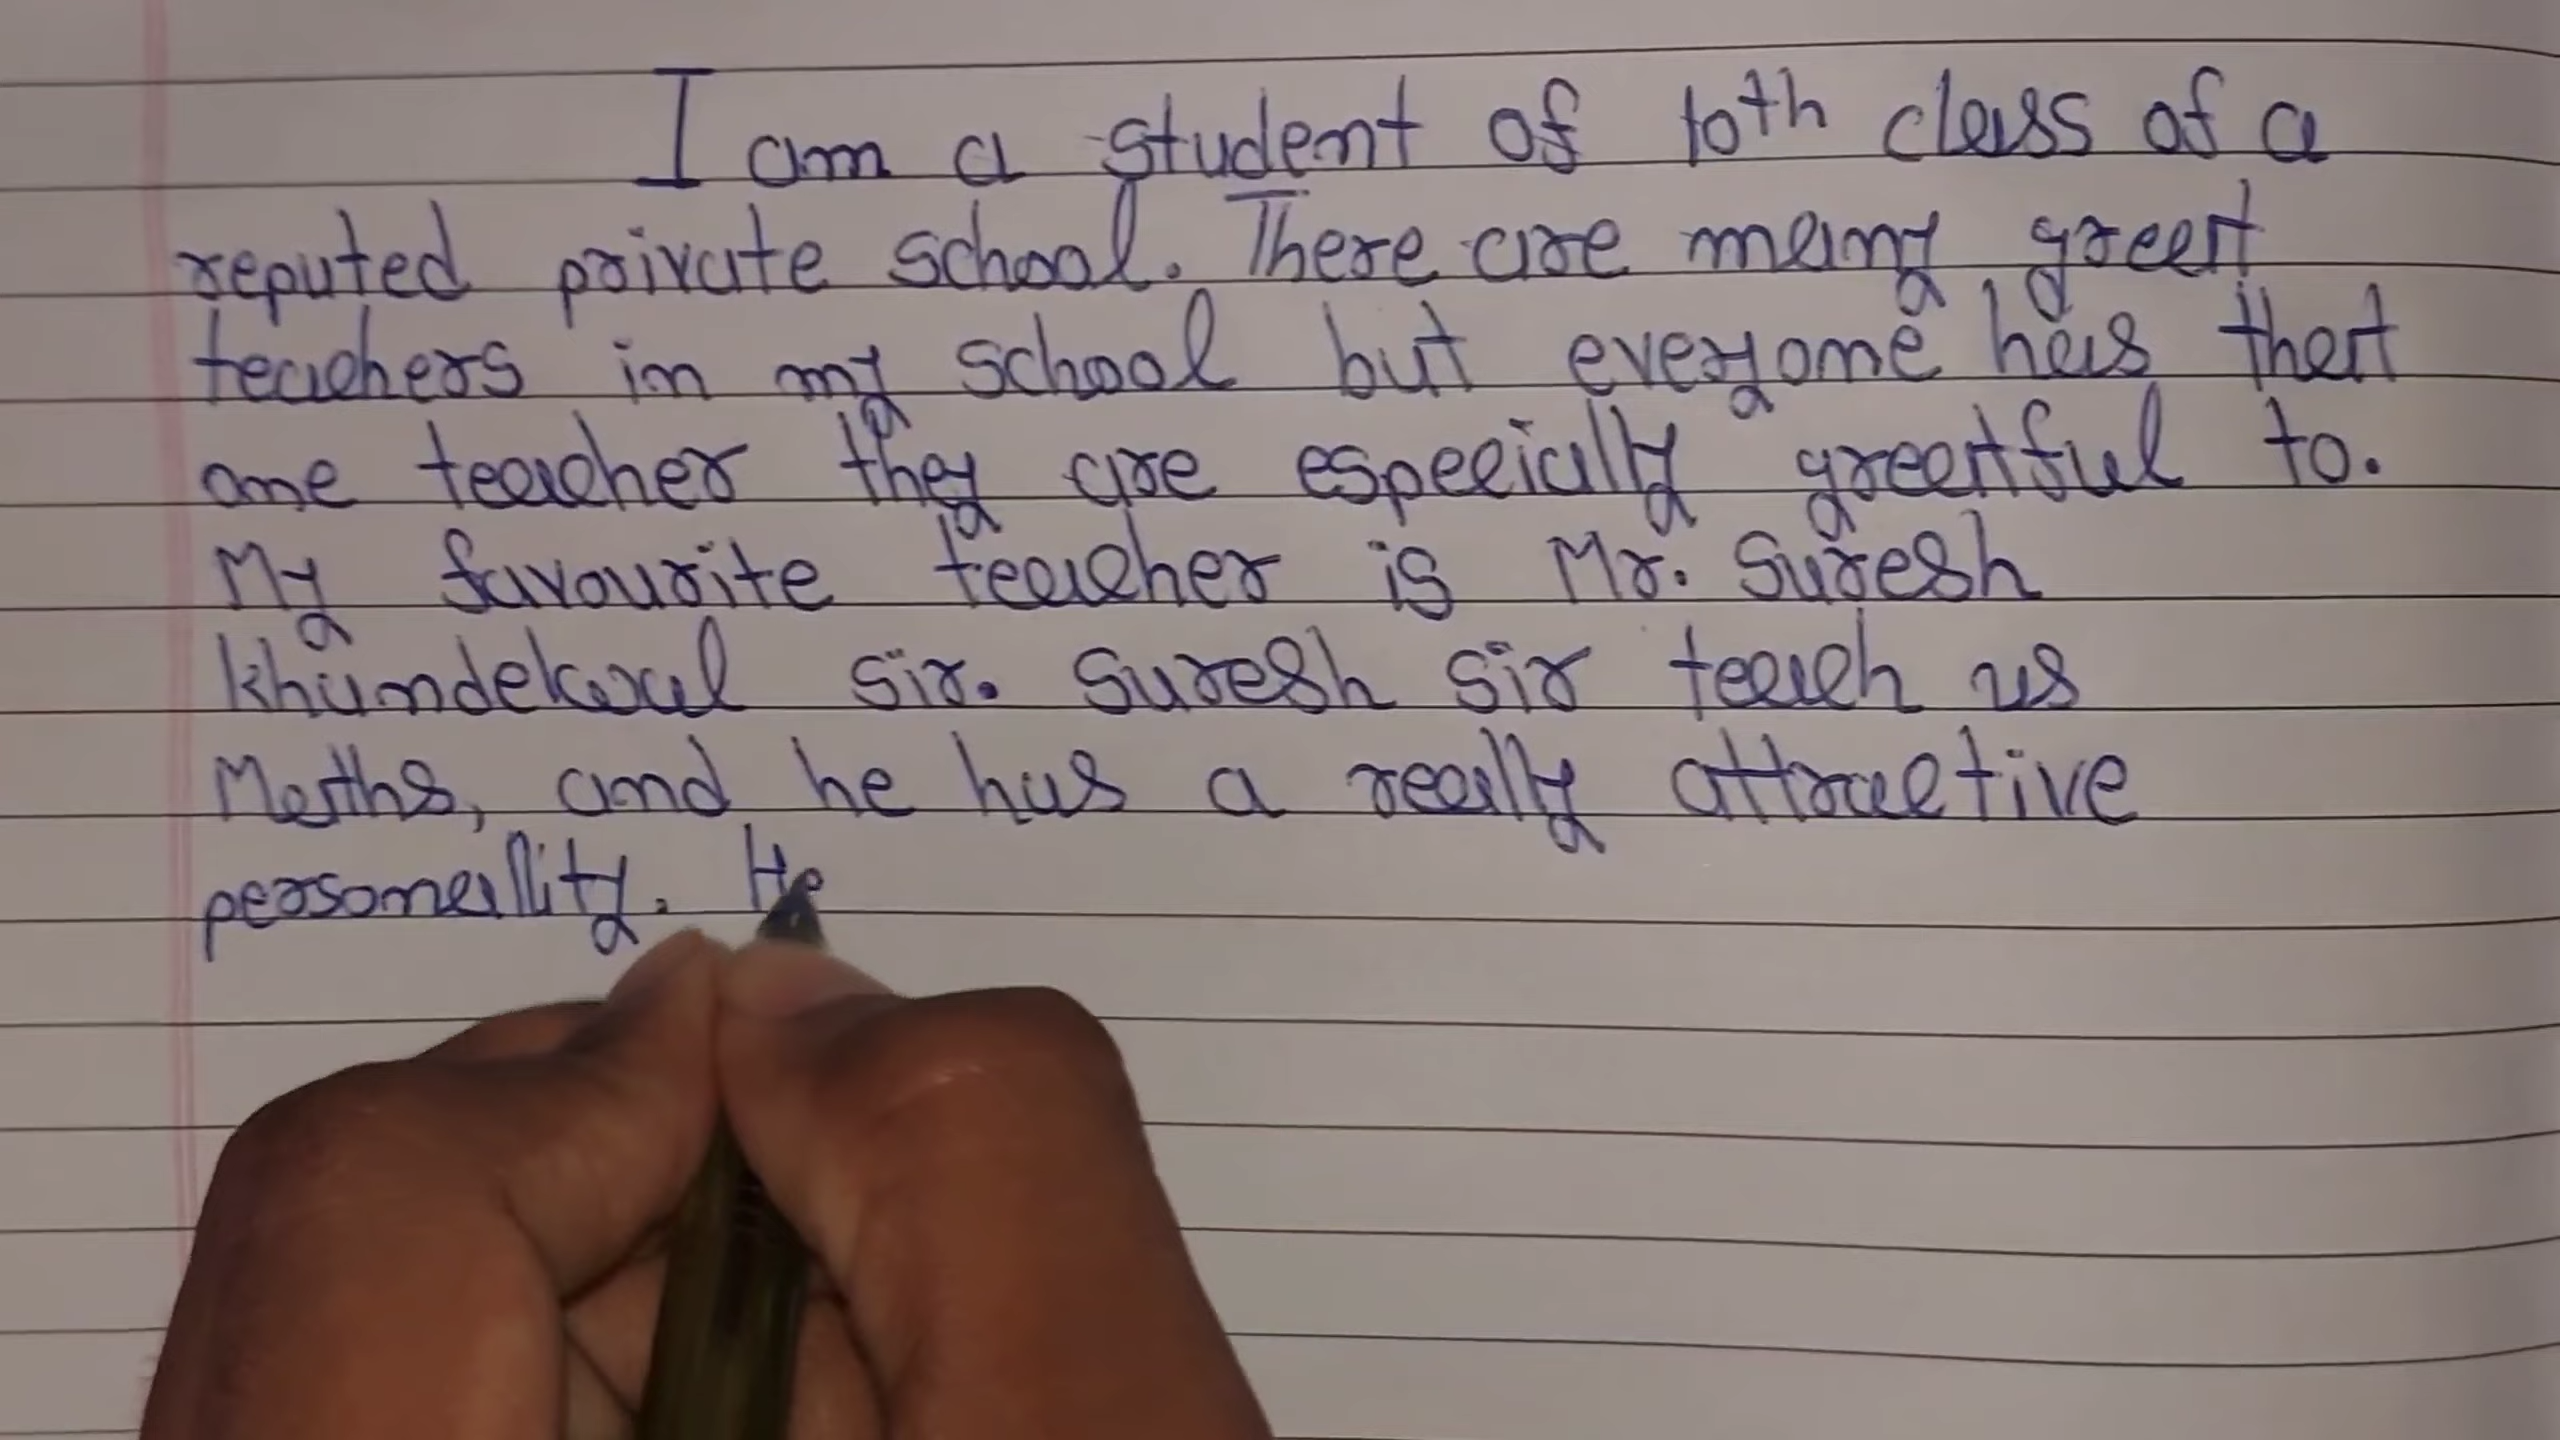 I am a student of 10th class of a
reputed private school. There are many great
teachers in my school but everyone has that
one teacher they are especially greatful to.
My favourite teacher is Mr. Suresh
khandekaral sir. Suresh sir teach us
Maths, and he has a really attractive
personallity. He